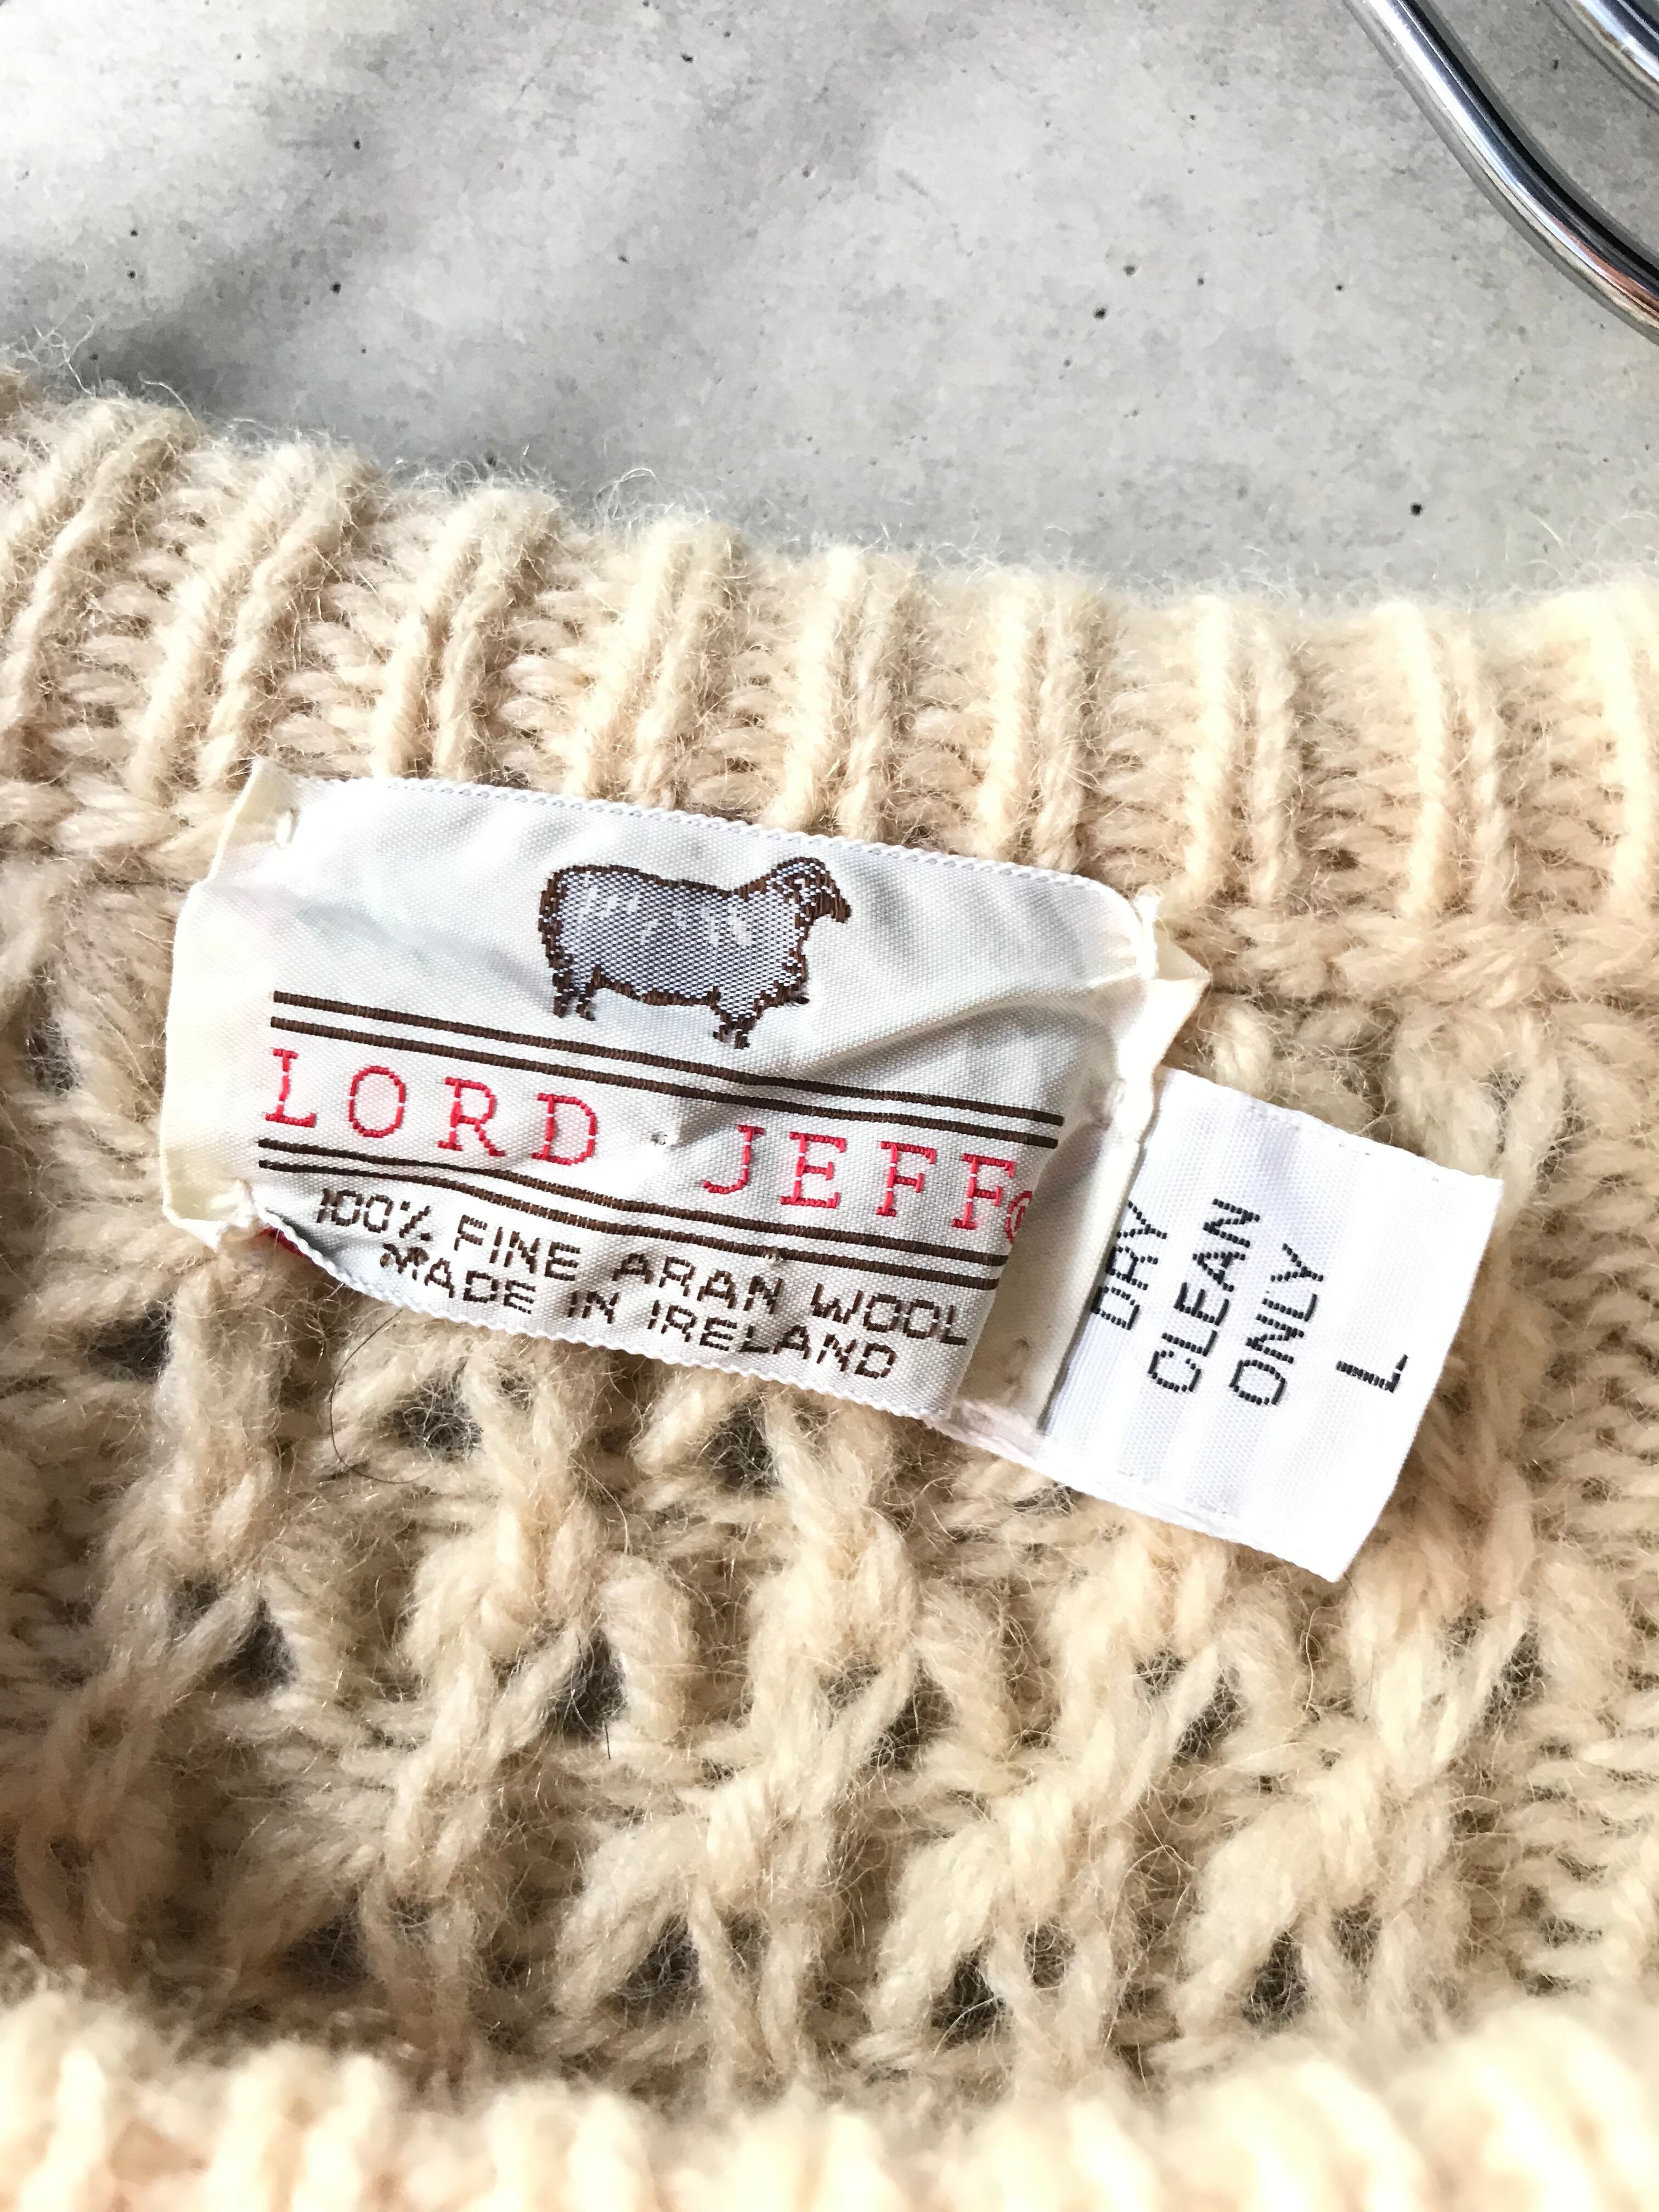 LORD JEFF®
100% FINE ARAN WOOL
MADE IN IRELAND
DRY
CLEAN
ONLY
L